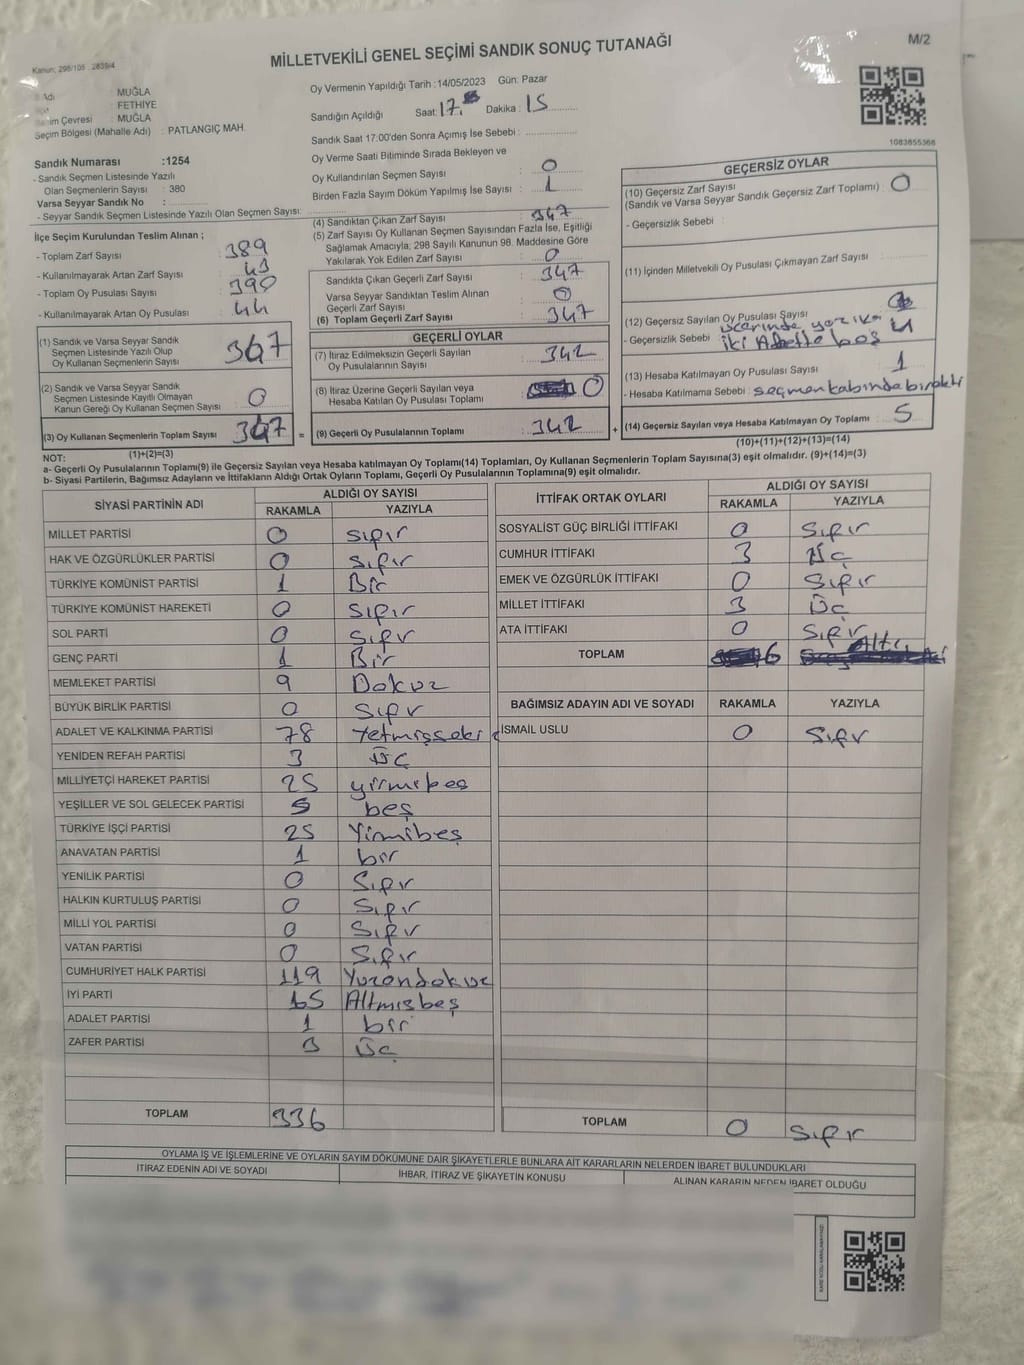 MİLLETVEKİLİ GENEL SEÇİMİ SANDIK SONUÇ TUTANAĞI
M/2
Kanun: 298/105 2839/4
Adı MUĞLA
FETHİYE
Çevresi : MUĞLA
Seçim Bölgesi (Mahalle Adı) : PATLANGIÇ MAH.
Sandık Numarası :1254
- Sandık Seçmen Listesinde Yazılı
Olan Seçmenlerin Sayısı : 380
Varsa Seyyar Sandık No :
- Seyyar Sandık Seçmen Listesinde Yazılı Olan Seçmen Sayısı:
İlçe Seçim Kurulundan Teslim Alınan ;
- Toplam Zarf Sayısı : 389
- Kullanılmayarak Artan Zarf Sayısı : 43
- Toplam Oy Pusulası Sayısı : 390
- Kullanılmayarak Artan Oy Pusulası : 44
Oy Vermenin Yapıldığı Tarih :14/05/2023 Gün: Pazar
Sandığın Açıldığı Saat: 17 Dakika : 15
Sandık Saat 17:00'den Sonra Açımış İse Sebebi :
Oy Verme Saati Bitiminde Sırada Bekleyen ve
Oy Kullandırılan Seçmen Sayısı : 0
Birden Fazla Sayım Döküm Yapılmış İse Sayısı : 1
(4) Sandıktan Çıkan Zarf Sayısı : 347
(5) Zarf Sayısı Oy Kullanan Seçmen Sayısından Fazla İse, Eşitliği
Sağlamak Amacıyla; 298 Sayılı Kanunun 98. Maddesine Göre
Yakılarak Yok Edilen Zarf Sayısı : 0
Sandıkta Çıkan Geçerli Zarf Sayısı : 347
Varsa Seyyar Sandıktan Teslim Alınan
Geçerli Zarf Sayısı : 0
(6) Toplam Geçerli Zarf Sayısı : 347
1083855368
GEÇERSİZ OYLAR
(10) Geçersiz Zarf Sayısı
(Sandık ve Varsa Seyyar Sandık Geçersiz Zarf Toplamı) : 0
- Geçersizlik Sebebi :
(11) İçinden Milletvekili Oy Pusulası Çıkmayan Zarf Sayısı :
(12) Geçersiz Sayılan Oy Pusulası Sayısı : 4
- Geçersizlik Sebebi üzerinde yazı
iki Adette boş
(13) Hesaba Katılmayan Oy Pusulası Sayısı : 1
- Hesaba Katılmama Sebebi : seçmen kabinde bıraktı
(14) Geçersiz Sayılan veya Hesaba Katılmayan Oy Toplamı : 5
(10)+(11)+(12)+(13)=(14)
(1) Sandık ve Varsa Seyyar Sandık
Seçmen Listesinde Yazılı Olup
Oy Kullanan Seçmenlerin Sayısı : 347
(2) Sandık ve Varsa Seyyar Sandık
Seçmen Listesinde Kayıtlı Olmayan
Kanun Gereği Oy Kullanan Seçmen Sayısı : 0
(3) Oy Kullanan Seçmenlerin Toplam Sayısı : 347 =
(1)+(2)=(3)
GEÇERLİ OYLAR
(7) İtiraz Edilmeksizin Geçerli Sayılan
Oy Pusulasının Sayısı : 342
(8) İtiraz Üzerine Geçerli Sayılan veya
Hesaba Katılan Oy Pusulası Toplamı : 0
(9) Geçerli Oy Pusulalarının Toplamı : 342 +
NOT:
a- Geçerli Oy Pusulalarının Toplamı(9) ile Geçersiz Sayılan veya Hesaba katılmayan Oy Toplamı(14) Toplamları, Oy Kullanan Seçmenlerin Toplam Sayısına(3) eşit olmalıdır. (9)+(14)=(3)
b- Siyasi Partilerin, Bağımsız Adayların ve İttifakların Aldığı Ortak Oyların Toplamı, Geçerli Oy Pusulalarının Toplamına(9) eşit olmalıdır.
SİYASİ PARTİNİN ADI ALDIĞI OY SAYISI
RAKAMLA YAZIYLA
MİLLET PARTİSİ 0 sıfır
HAK VE ÖZGÜRLÜKLER PARTİSİ 0 sıfır
TÜRKİYE KOMÜNİST PARTİSİ 1 Bir
TÜRKİYE KOMÜNİST HAREKETİ 0 sıfır
SOL PARTİ 0 sıfır
GENÇ PARTİ 1 Bir
MEMLEKET PARTİSİ 9 Dokuz
BÜYÜK BİRLİK PARTİSİ 0 sıfır
ADALET VE KALKINMA PARTİSİ 78 Yetmişseki
YENİDEN REFAH PARTİSİ 3 üç
MİLLİYETÇİ HAREKET PARTİSİ 25 yirmibeş
YEŞİLLER VE SOL GELECEK PARTİSİ 5 beş
TÜRKİYE İŞÇİ PARTİSİ 25 Yirmibeş
ANAVATAN PARTİSİ 1 bir
YENİLİK PARTİSİ 0 Sıfır
HALKIN KURTULUŞ PARTİSİ 0 Sıfır
MİLLİ YOL PARTİSİ 0 Sıfır
VATAN PARTİSİ 0 Sıfır
CUMHURİYET HALK PARTİSİ 119 Yüzondokuz
İYİ PARTİ 65 Altmışbeş
ADALET PARTİSİ 1 bir
ZAFER PARTİSİ 3 Üç
TOPLAM 336
İTTİFAK ORTAK OYLARI ALDIĞI OY SAYISI
RAKAMLA YAZIYLA
SOSYALİST GÜÇ BİRLİĞİ İTTİFAKI 0 Sıfır
CUMHUR İTTİFAKI 3 Üç
EMEK VE ÖZGÜRLÜK İTTİFAKI 0 Sıfır
MİLLET İTTİFAKI 3 Üç
ATA İTTİFAKI 0 Sıfır
TOPLAM 6 Altı
BAĞIMSIZ ADAYIN ADI VE SOYADI RAKAMLA YAZIYLA
İSMAİL USLU 0 Sıfır
TOPLAM 0 Sıfır
OYLAMA İŞ VE İŞLEMLERİNE VE OYLARIN SAYIM DÖKÜMÜNE DAİR ŞİKAYETLERLE BUNLARA AİT KARARLARIN NELERDEN İBARET BULUNDUKLARI
İTİRAZ EDENİN ADI VE SOYADI İHBAR, İTİRAZ VE ŞİKAYETİN KONUSU ALINAN KARARIN NEDEN İBARET OLDUĞU